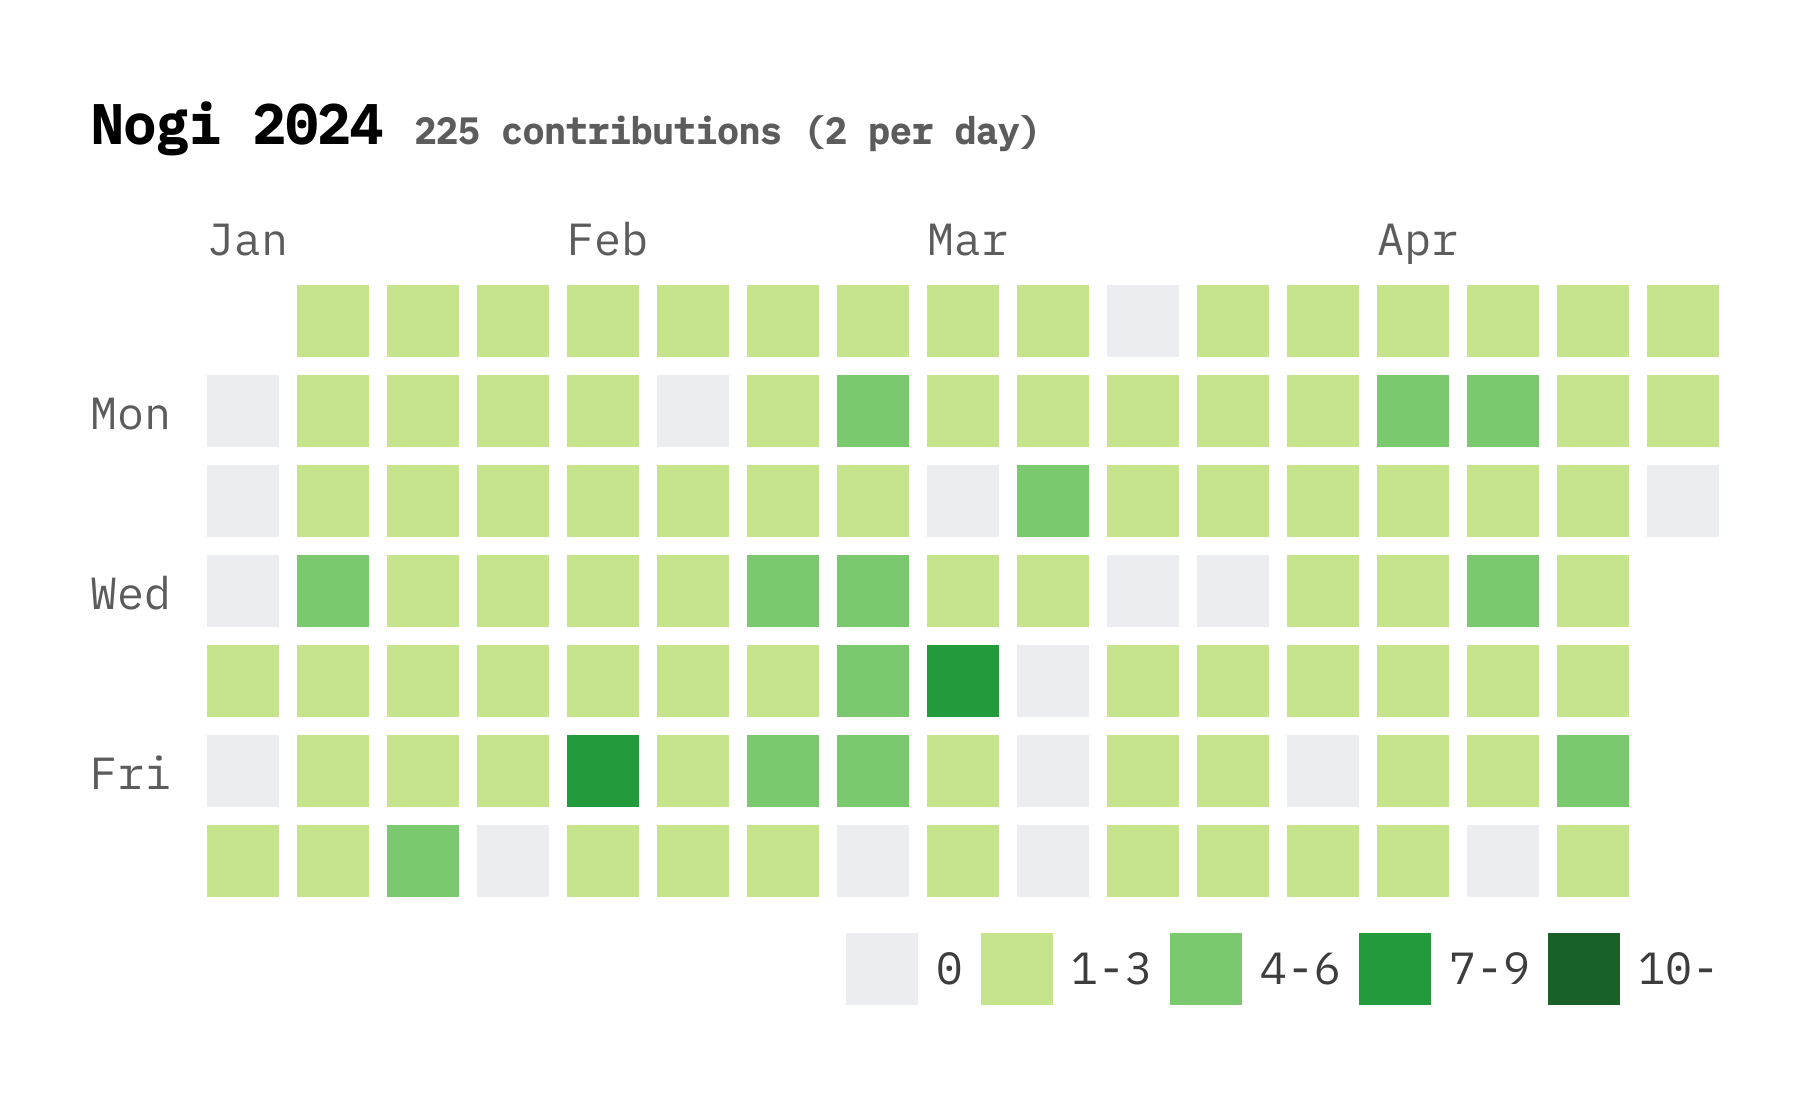 Nogi 2024 225 contributions (2 per day)
Jan Feb Mar Apr
Mon
Wed
Fri
0 1-3 4-6 7-9 10-